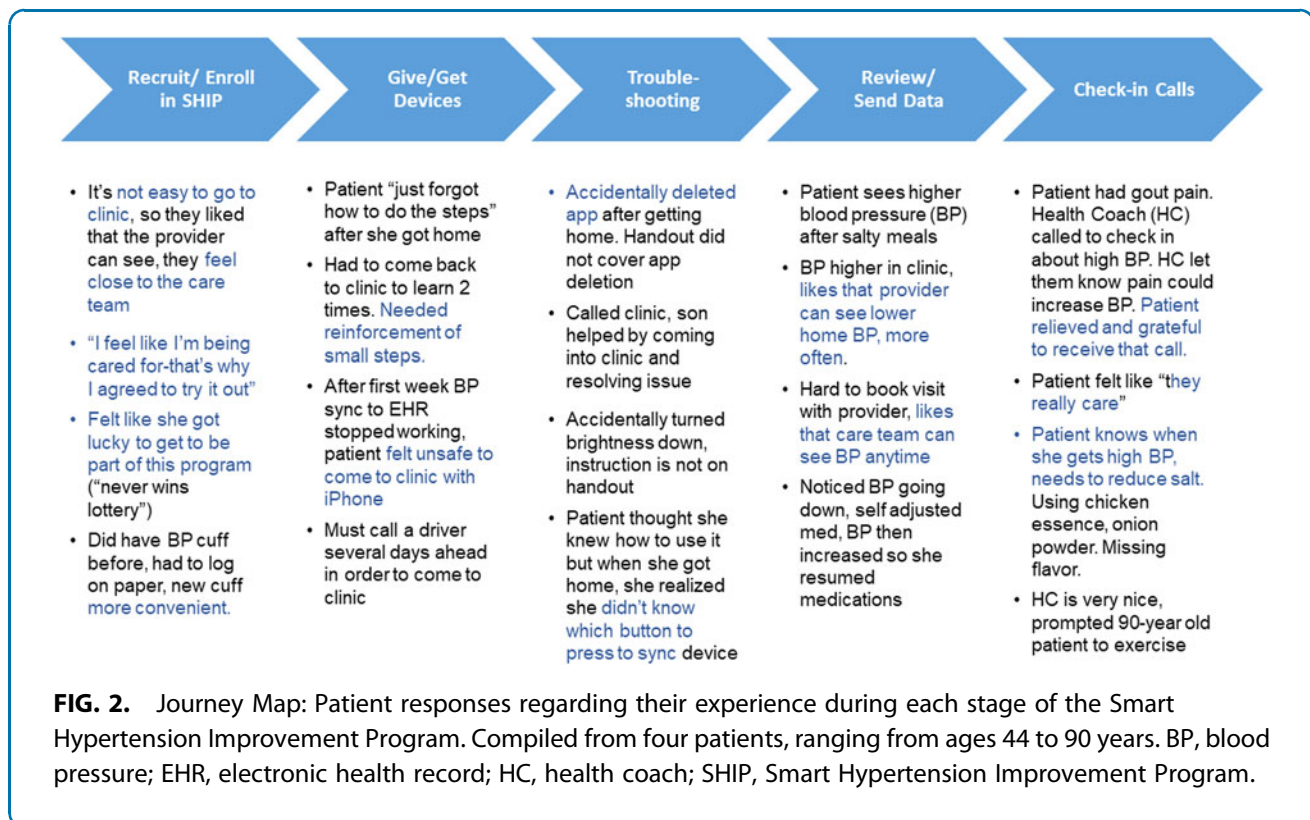 Recruit/ Enroll
in SHIP
Give/Get
Devices
Trouble-
shooting
Review/
Send Data
Check-in Calls
• It's not easy to go to
clinic, so they liked
that the provider
can see, they feel
close to the care
team
• "I feel like I'm being
cared for-that's why
I agreed to try it out"
• Felt like she got
lucky to get to be
part of this program
("never wins
lottery")
• Did have BP cuff
before, had to log
on paper, new cuff
more convenient.
• Patient "just forgot
how to do the steps"
after she got home
• Had to come back
to clinic to learn 2
times. Needed
reinforcement of
small steps.
• After first week BP
sync to EHR
stopped working,
patient felt unsafe to
come to clinic with
iPhone
• Must call a driver
several days ahead
in order to come to
clinic
• Accidentally deleted
app after getting
home. Handout did
not cover app
deletion
• Called clinic, son
helped by coming
into clinic and
resolving issue
• Accidentally turned
brightness down,
instruction is not on
handout
• Patient thought she
knew how to use it
but when she got
home, she realized
she didn't know
which button to
press to sync device
• Patient sees higher
blood pressure (BP)
after salty meals
• BP higher in clinic,
likes that provider
can see lower
home BP, more
often.
• Hard to book visit
with provider, likes
that care team can
see BP anytime
• Noticed BP going
down, self adjusted
med, BP then
increased so she
resumed
medications
• Patient had gout pain.
Health Coach (HC)
called to check in
about high BP. HC let
them know pain could
increase BP. Patient
relieved and grateful
to receive that call.
• Patient felt like "they
really care"
• Patient knows when
she gets high BP,
needs to reduce salt.
Using chicken
essence, onion
powder. Missing
flavor.
• HC is very nice,
prompted 90-year old
patient to exercise
FIG. 2. Journey Map: Patient responses regarding their experience during each stage of the Smart
Hypertension Improvement Program. Compiled from four patients, ranging from ages 44 to 90 years. BP, blood
pressure; EHR, electronic health record; HC, health coach; SHIP, Smart Hypertension Improvement Program.